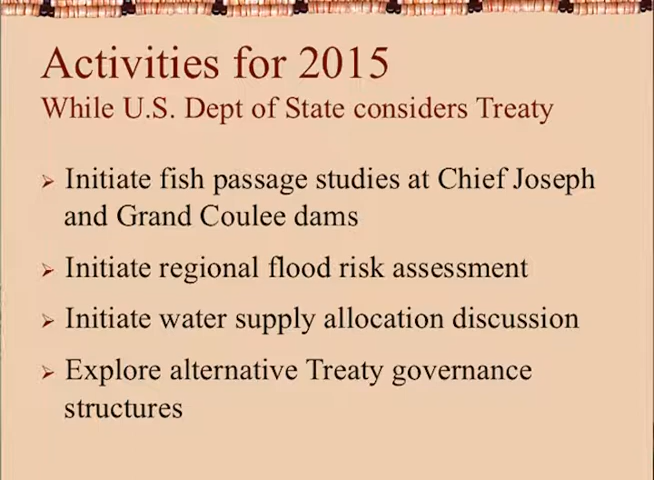 Activities for 2015
While U.S. Dept of State considers Treaty
➢ Initiate fish passage studies at Chief Joseph
and Grand Coulee dams
➢ Initiate regional flood risk assessment
➢ Initiate water supply allocation discussion
➢ Explore alternative Treaty governance
structures